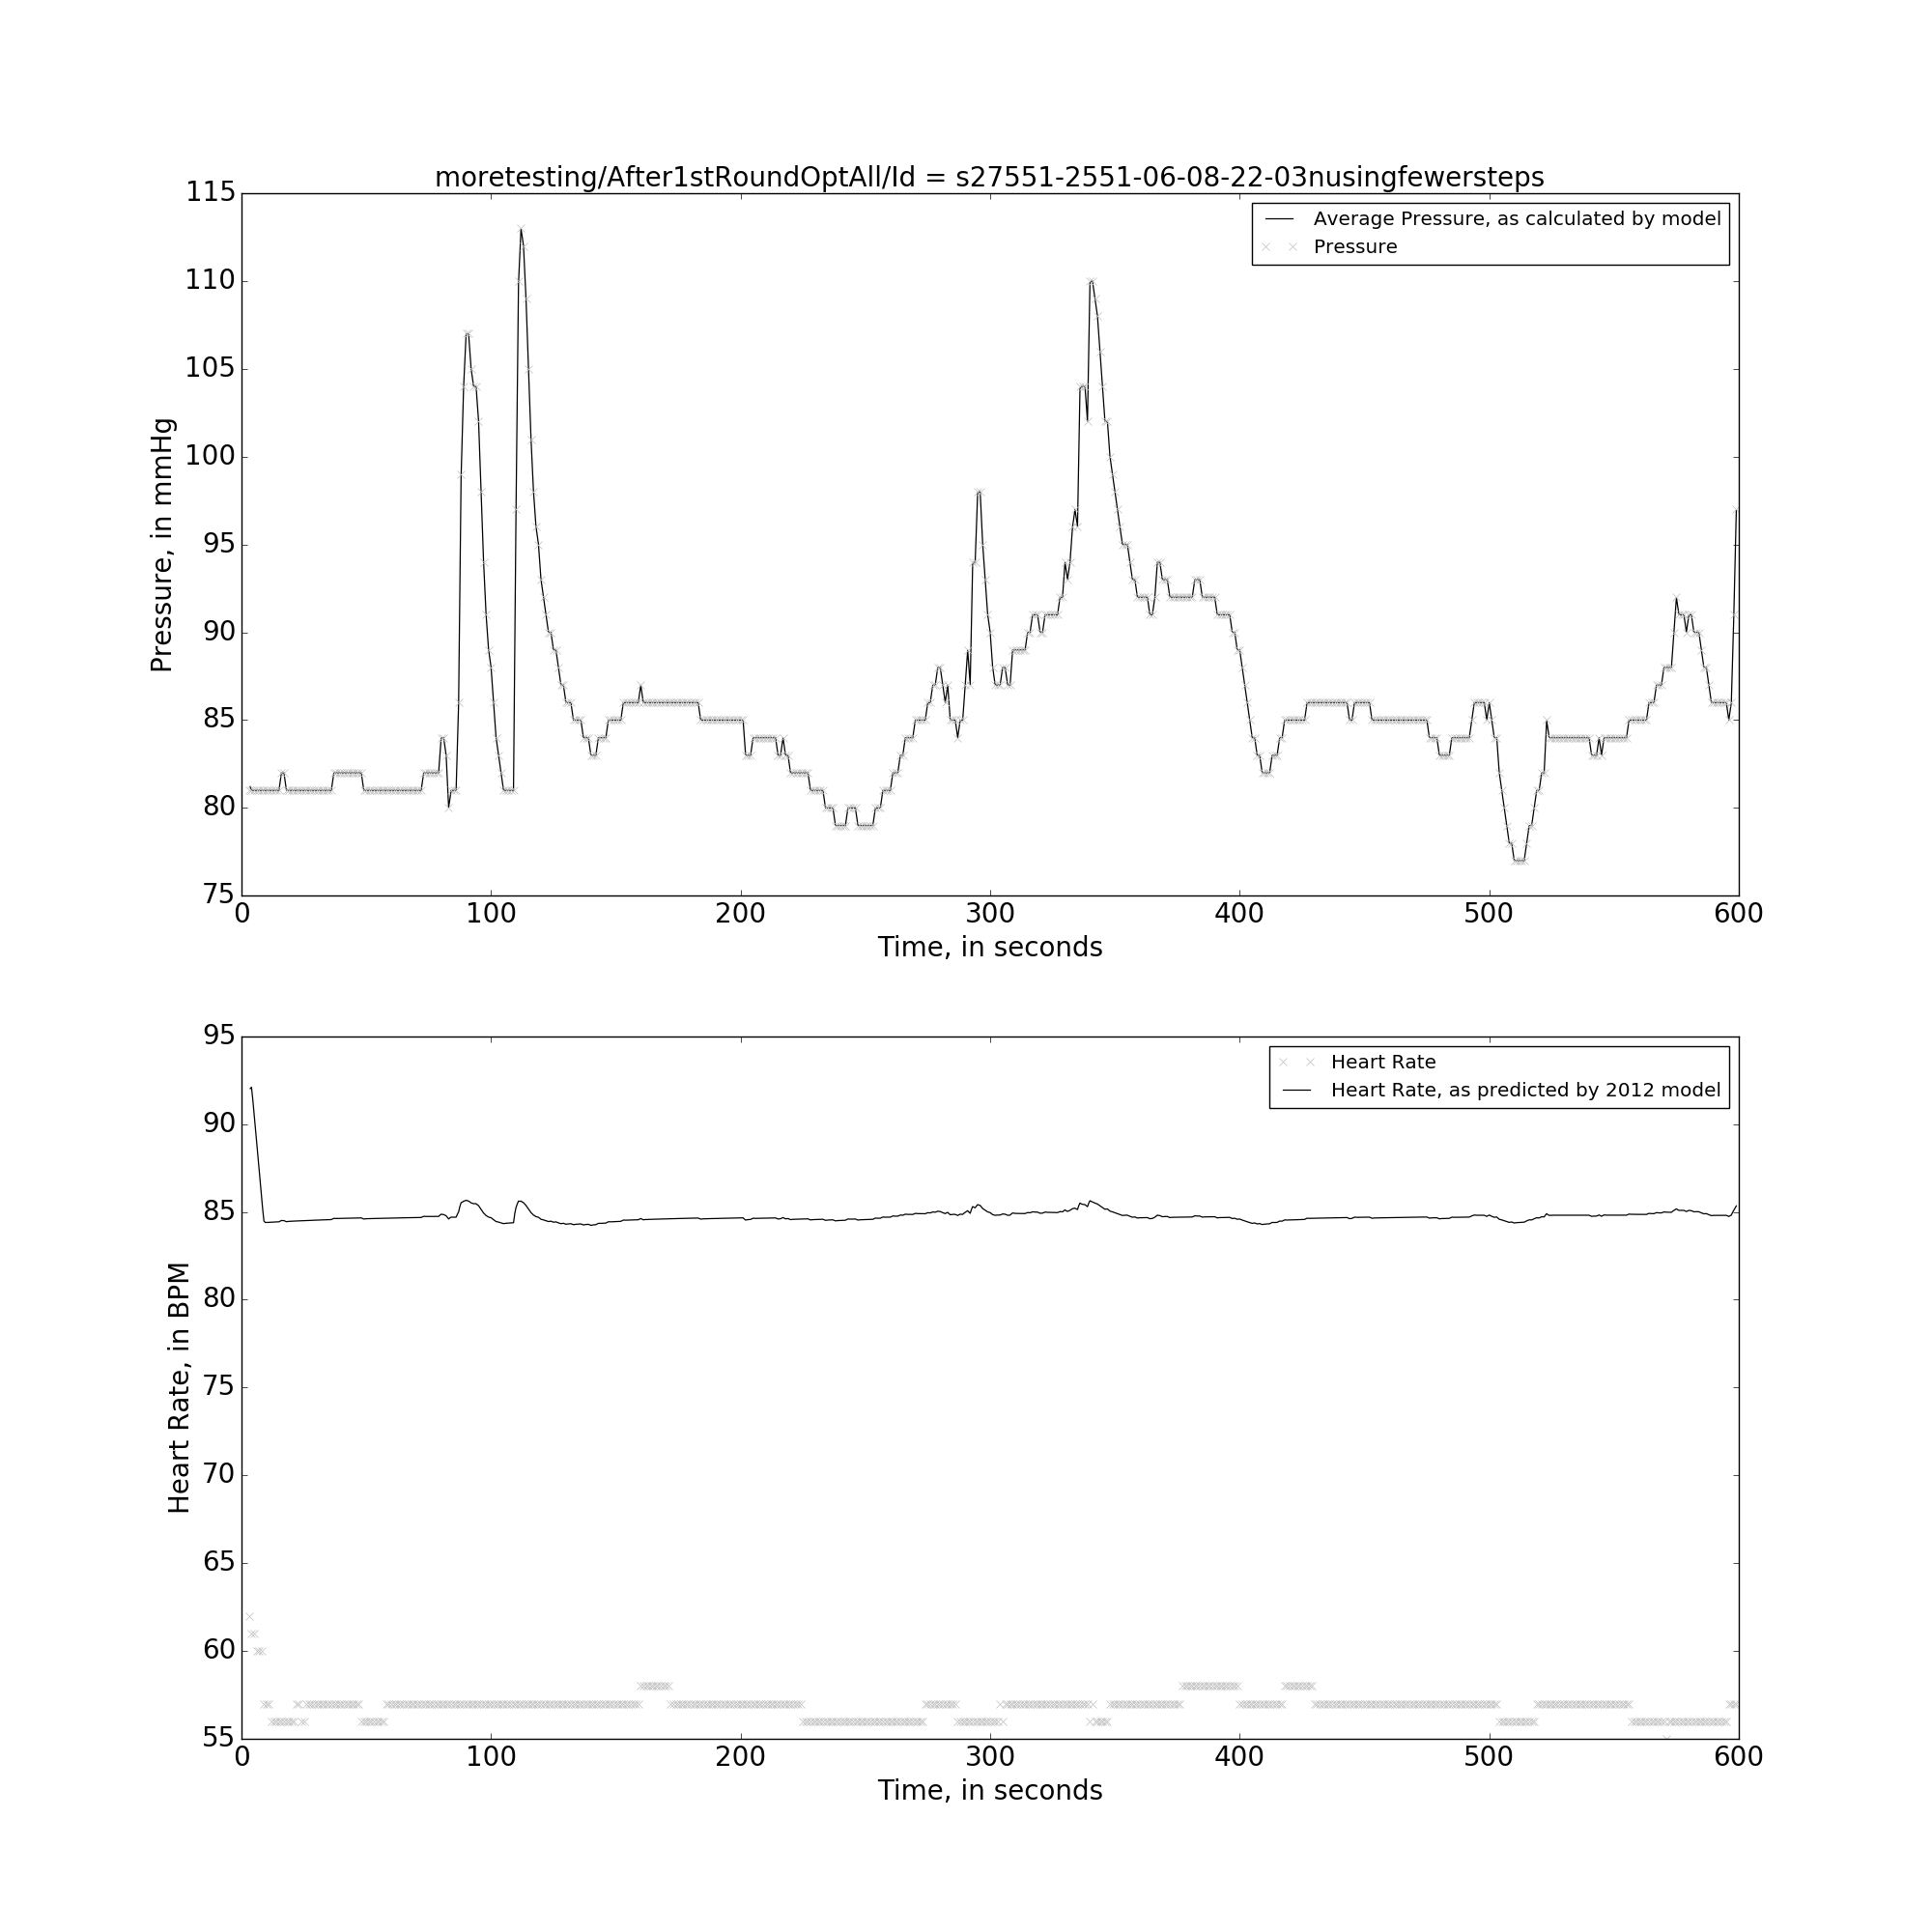 moretesting/After1stRoundOptAll/Id = s27551-2551-06-08-22-03nusingfewersteps
115
110
105
100
95
90
85
80
75
Pressure, in mmHg
Average Pressure, as calculated by model
Pressure
0 100 200 300 400 500 600
Time, in seconds
95
90
85
80
75
70
65
60
55
Heart Rate, in BPM
Heart Rate
Heart Rate, as predicted by 2012 model
0 100 200 300 400 500 600
Time, in seconds